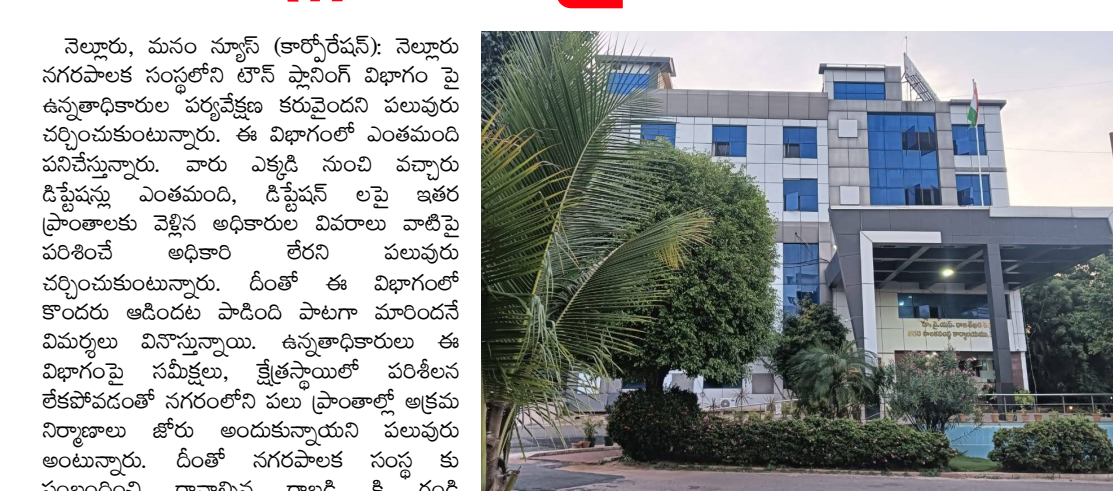 నెల్లూరు, మనం న్యూస్ (కార్పోరేషన్): నెల్లూరు
నగరపాలక సంస్థలోని టౌన్ ప్లానింగ్ విభాగం పై
ఉన్నతాధికారుల పర్యవేక్షణ కరువైందని పలువురు
చర్చించుకుంటున్నారు. ఈ విభాగంలో ఎంతమంది
పనిచేస్తున్నారు. వారు ఎక్కడి నుంచి వచ్చారు
డిప్టేషన్లు ఎంతమంది, డిప్టేషన్ లపై ఇతర
ప్రాంతాలకు వెళ్లిన అధికారుల వివరాలు వాటిపై
పరిశించే అధికారి లేరని పలువురు
చర్చించుకుంటున్నారు. దీంతో ఈ విభాగంలో
కొందరు ఆడిందట పాడింది పాటగా మారిందనే
విమర్శలు వినొస్తున్నాయి. ఉన్నతాధికారులు ఈ
విభాగంపై సమీక్షలు, క్షేత్రస్థాయిలో పరిశీలన
లేకపోవడంతో నగరంలోని పలు ప్రాంతాల్లో అక్రమ
నిర్మాణాలు జోరు అందుకున్నాయని పలువురు
అంటున్నారు. దీంతో నగరపాలక సంస్థ కు